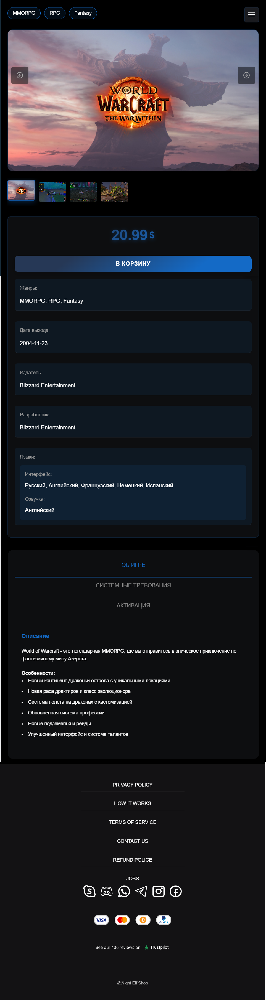 MMORPG RPG Fantasy
WORLD
OF
WARCRAFT
THE WAR WITHIN
20.99 $
В КОРЗИНУ
Жанры:
MMORPG, RPG, Fantasy
Дата выхода:
2004-11-23
Издатель:
Blizzard Entertainment
Разработчик:
Blizzard Entertainment
Языки:
Интерфейс:
Русский, Английский, Французский, Немецкий, Испанский
Озвучка:
Английский
ОБ ИГРЕ
СИСТЕМНЫЕ ТРЕБОВАНИЯ
АКТИВАЦИЯ
Описание
World of Warcraft - это легендарная MMORPG, где вы отправитесь в эпическое приключение по
фэнтезийному миру Азерота.
Особенности:
Новый континент Драконьи острова с уникальными локациями
Новая раса драктиров и класс эволюционера
Система полета на драконах с кастомизацией
Обновленная система профессий
Новые подземелья и рейды
Улучшенный интерфейс и система талантов
PRIVACY POLICY
HOW IT WORKS
TERMS OF SERVICE
CONTACT US
REFUND POLICE
JOBS
VISA PayPal
See our 436 reviews on Trustpilot
@Night Elf Shop